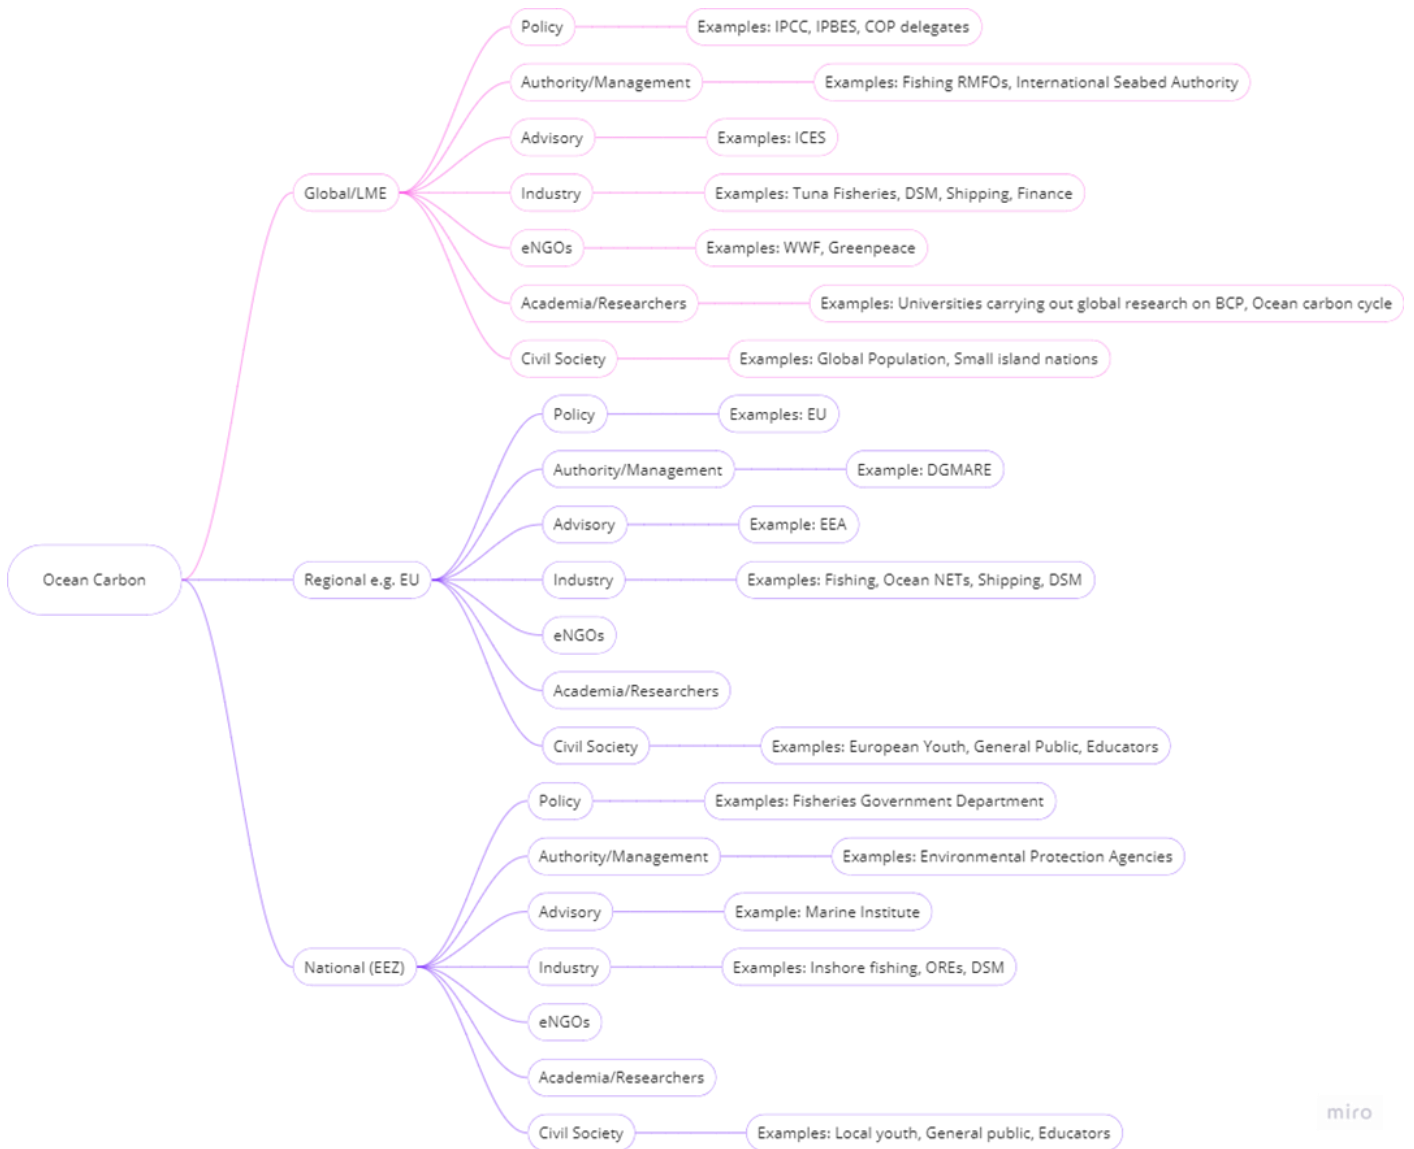 Ocean Carbon
Global/LME
Policy
Examples: IPCC, IPBES, COP delegates
Authority/Management
Examples: Fishing RMFOs, International Seabed Authority
Advisory
Examples: ICES
Industry
Examples: Tuna Fisheries, DSM, Shipping, Finance
eNGOs
Examples: WWF, Greenpeace
Academia/Researchers
Examples: Universities carrying out global research on BCP, Ocean carbon cycle
Civil Society
Examples: Global Population, Small island nations
Regional e.g. EU
Policy
Examples: EU
Authority/Management
Example: DGMARE
Advisory
Example: EEA
Industry
Examples: Fishing, Ocean NETs, Shipping, DSM
eNGOs
Academia/Researchers
Civil Society
Examples: European Youth, General Public, Educators
National (EEZ)
Policy
Examples: Fisheries Government Department
Authority/Management
Examples: Environmental Protection Agencies
Advisory
Example: Marine Institute
Industry
Examples: Inshore fishing, OREs, DSM
eNGOs
Academia/Researchers
Civil Society
Examples: Local youth, General public, Educators
miro